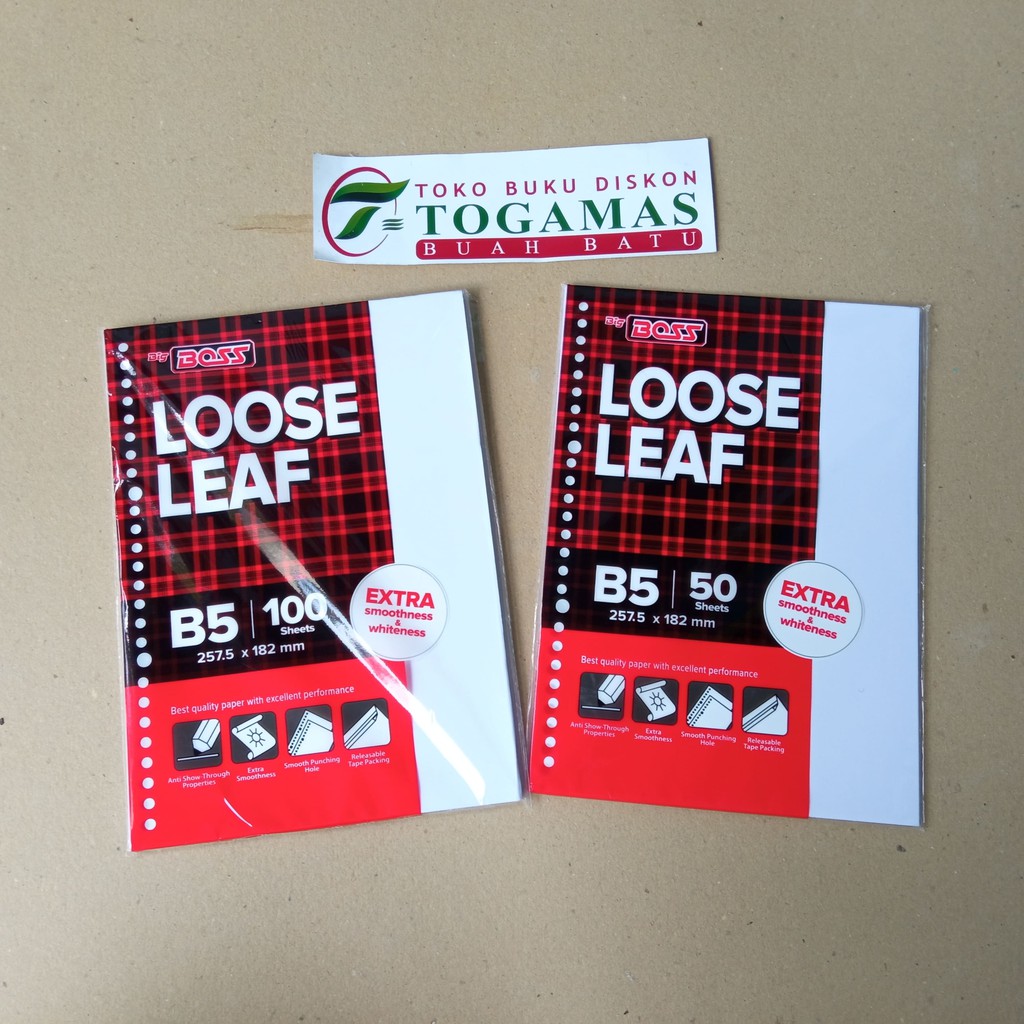 TOKO BUKU DISKON
TOGAMAS
BUAH BATU
BIG BOSS
LOOSE
LEAF
B5
100
Sheets
257.5 x 182 mm
EXTRA
smoothness
&
whiteness
Best quality paper with excellent performance
Anti Show-Through
Properties
Extra
Smoothness
Smooth Punching
Hole
Releasable
Tape Packing
BIG BOSS
LOOSE
LEAF
B5
50
Sheets
257.5 x 182 mm
EXTRA
smoothness
&
whiteness
Best quality paper with excellent performance
Anti Show-Through
Properties
Extra
Smoothness
Smooth Punching
Hole
Releasable
Tape Packing